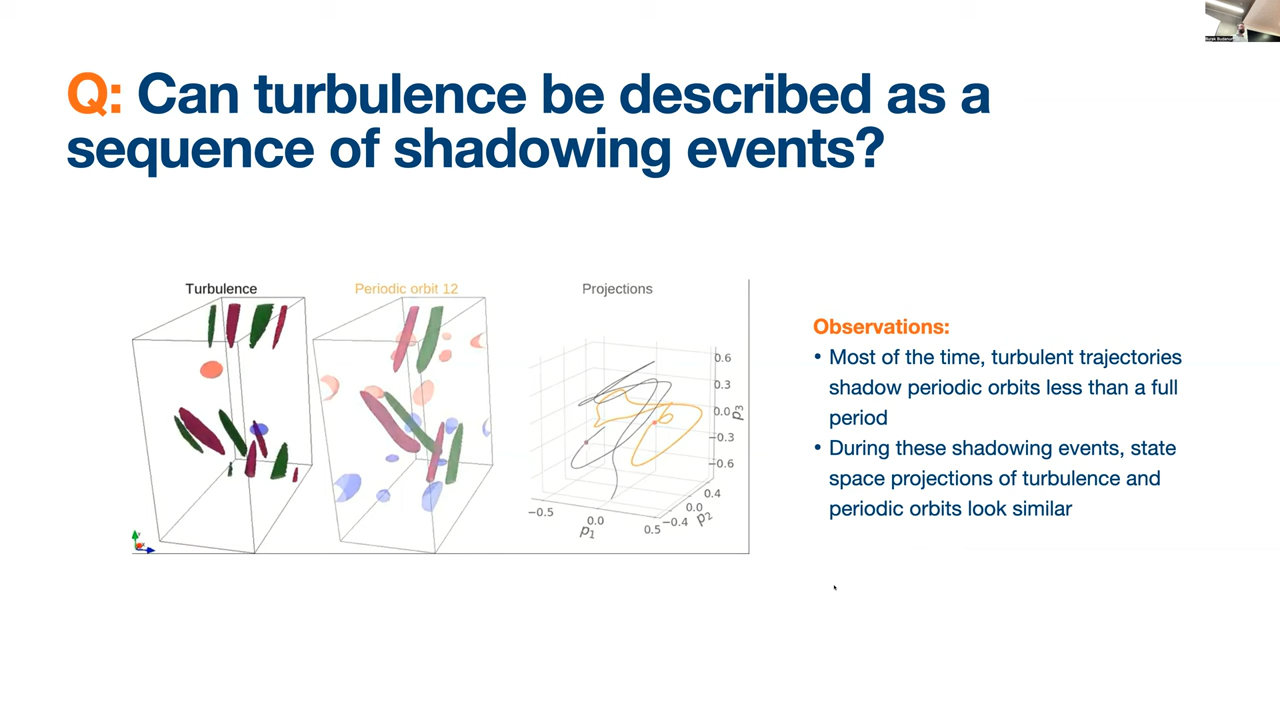 Q: Can turbulence be described as a
sequence of shadowing events?
Turbulence
Periodic orbit 12
Projections
0.6
0.3
0.0
−0.3
−0.6
p3
0.4
0.0
−0.4
p2
−0.5
0.0
0.5
p1
Observations:
• Most of the time, turbulent trajectories
shadow periodic orbits less than a full
period
• During these shadowing events, state
space projections of turbulence and
periodic orbits look similar